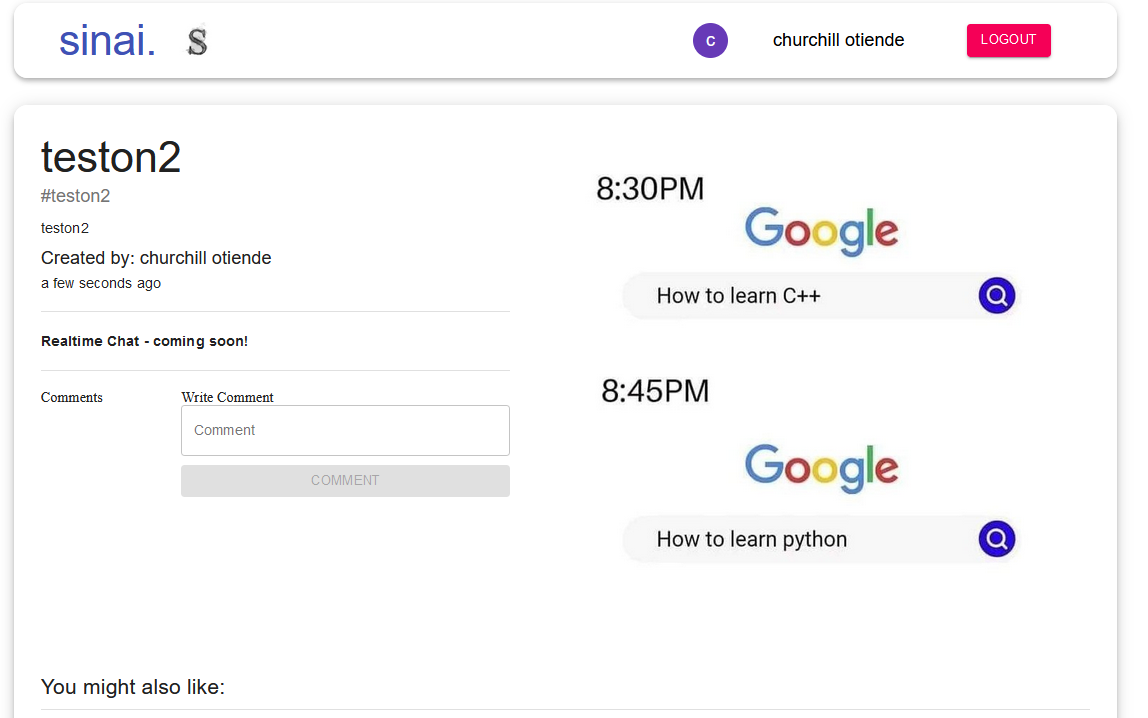 sinai. S
C
churchill otiende
LOGOUT
teston2
#teston2
teston2
Created by: churchill otiende
a few seconds ago
Realtime Chat - coming soon!
Comments
Write Comment
Comment
COMMENT
8:30PM
Google
How to learn C++
8:45PM
Google
How to learn python
You might also like: